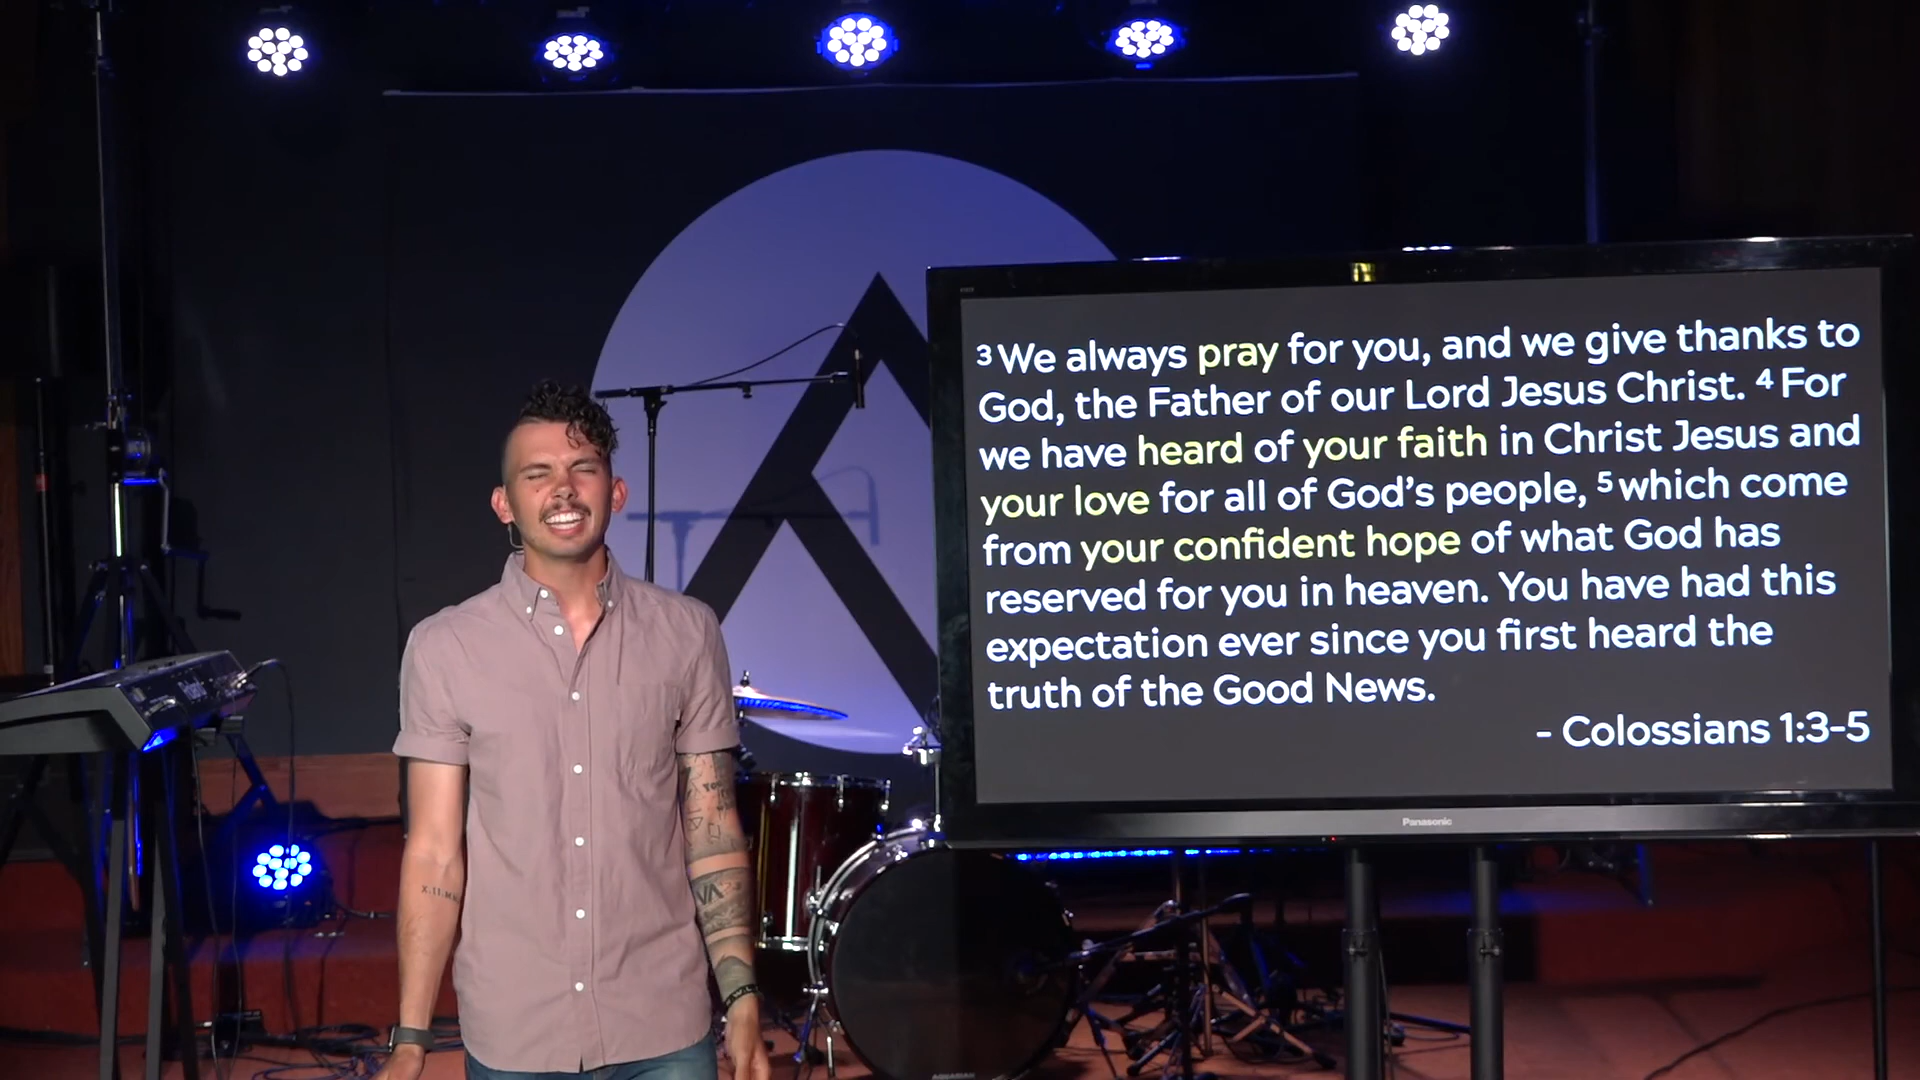 ³ We always pray for you, and we give thanks to
God, the Father of our Lord Jesus Christ. ⁴ For
we have heard of your faith in Christ Jesus and
your love for all of God's people, ⁵ which come
from your confident hope of what God has
reserved for you in heaven. You have had this
expectation ever since you first heard the
truth of the Good News.
- Colossians 1:3-5
Panasonic
AQUARIAN